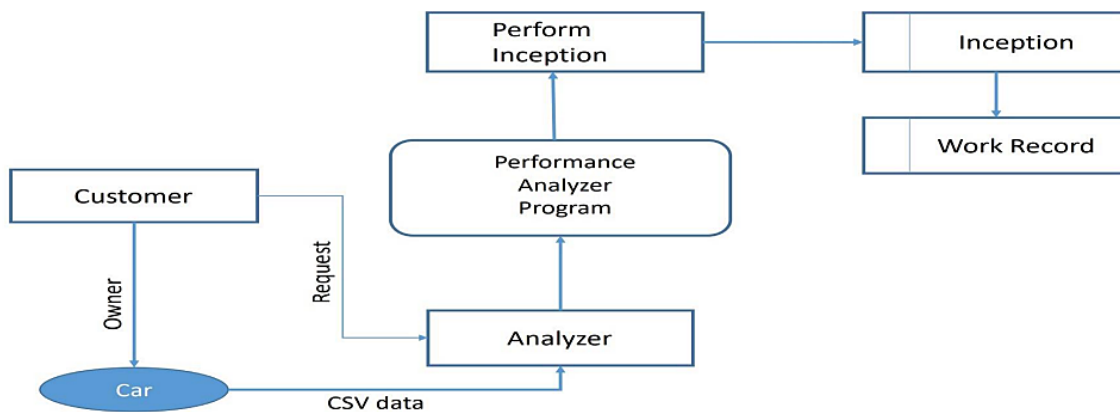 Perform
Inception
Inception
Work Record
Performance
Analyzer
Program
Customer
Owner
Request
Analyzer
Car
CSV data